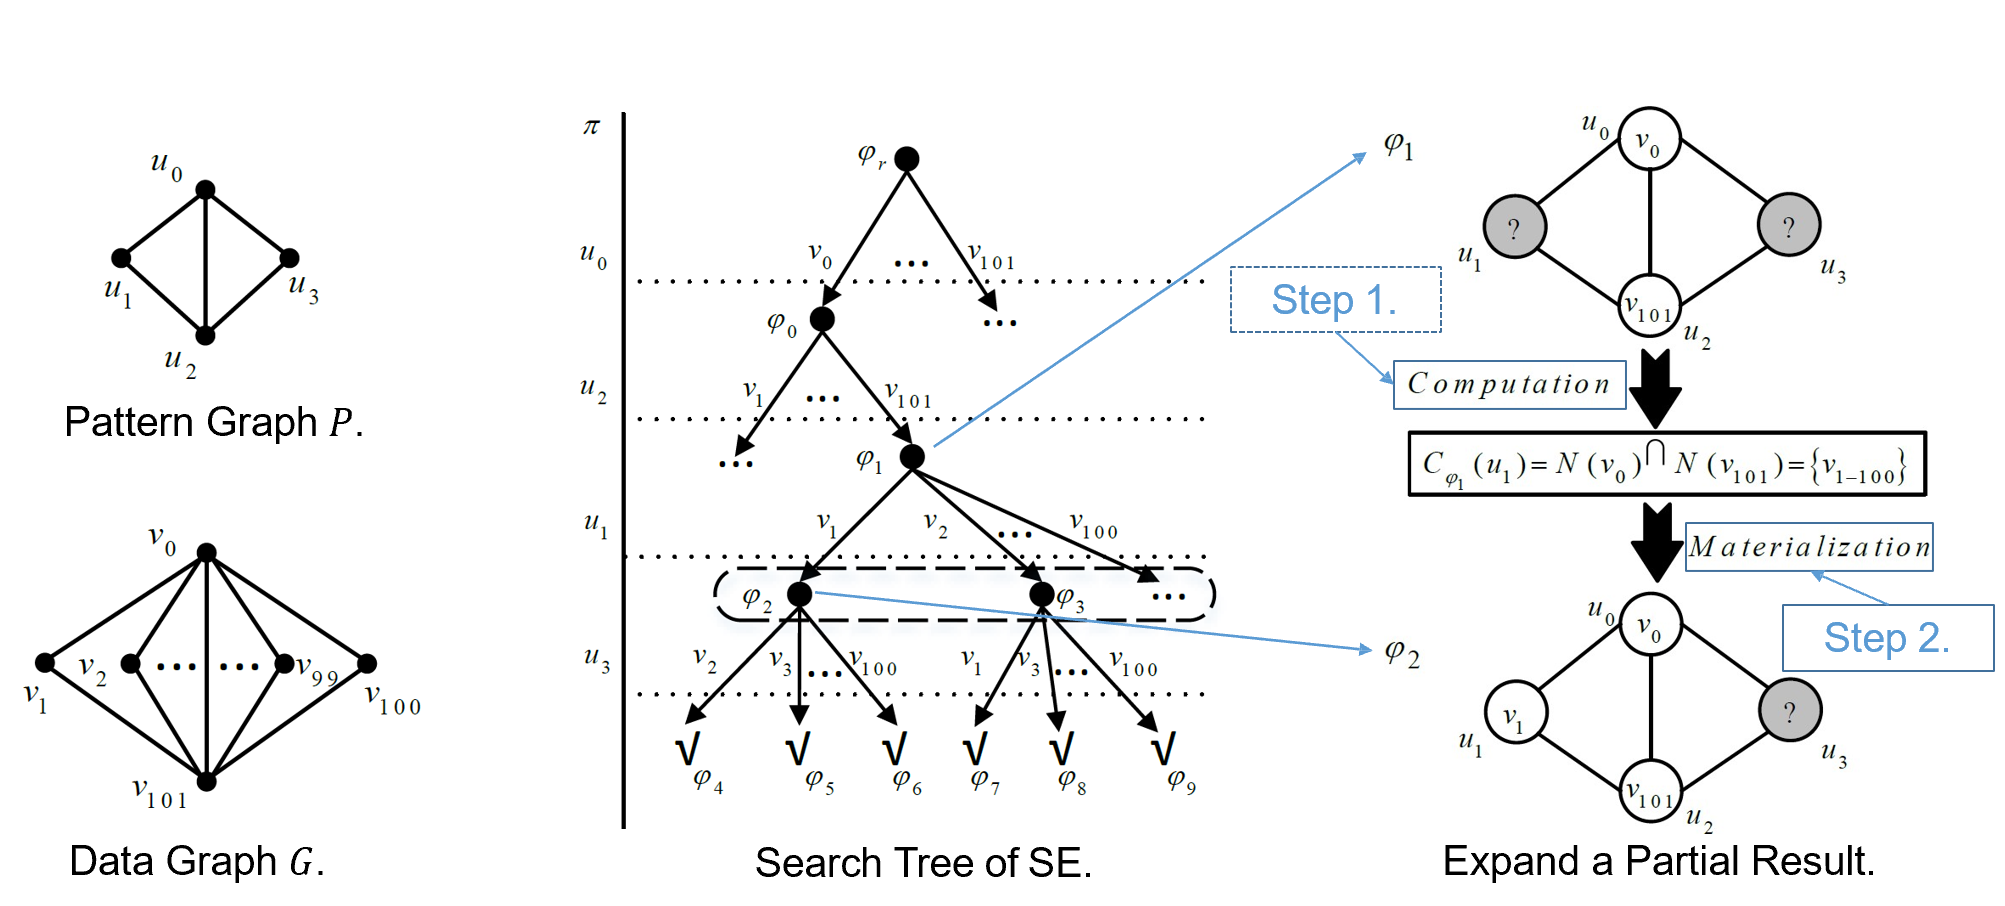 u0
u1
u3
u2
Pattern Graph P.
v0
v1
v2
... ...
v99
v100
v101
Data Graph G.
π
u0
u2
u1
u3
φr
v0 ... v101
φ0 ...
v1 ... v101
... φ1
v1 v2 ... v100
φ2 φ3 ...
v2 v3 ... v100 v1 v3 ... v100
√ √ √ √ √ √
φ4 φ5 φ6 φ7 φ8 φ9
Search Tree of SE.
φ1
u0 v0
u1 ? ? u3
v101 u2
Step 1.
Computation
Cφ1(u1)=N(v0)∩N(v101)={v1−100}
Materialization
Step 2.
φ2
u0 v0
u1 v1 ? u3
v101 u2
Expand a Partial Result.